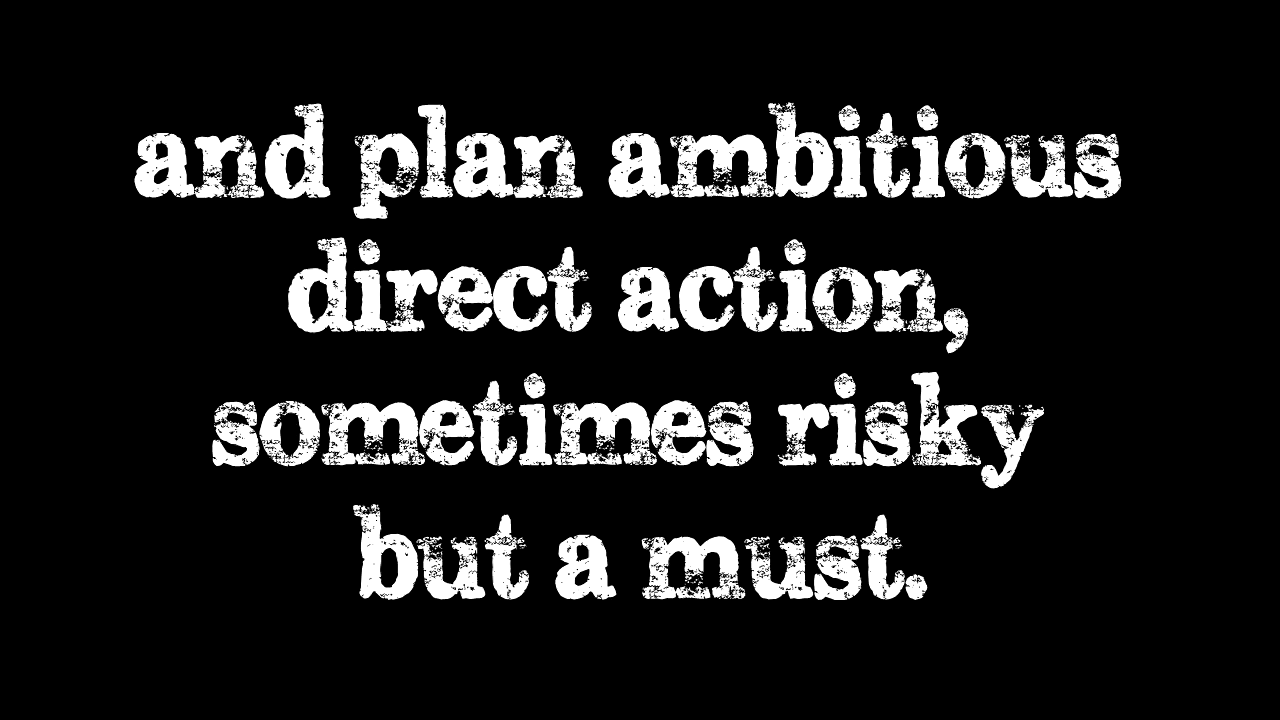 and plan ambitious
direct action,
sometimes risky
but a must.